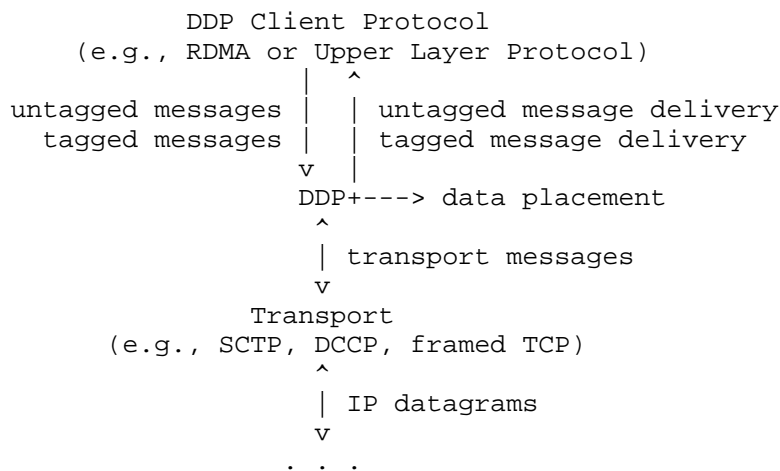 DDP Client Protocol
(e.g., RDMA or Upper Layer Protocol)
| ^
untagged messages | | untagged message delivery
tagged messages | | tagged message delivery
v |
DDP+---> data placement
^
| transport messages
v
Transport
(e.g., SCTP, DCCP, framed TCP)
^
| IP datagrams
v
. . .